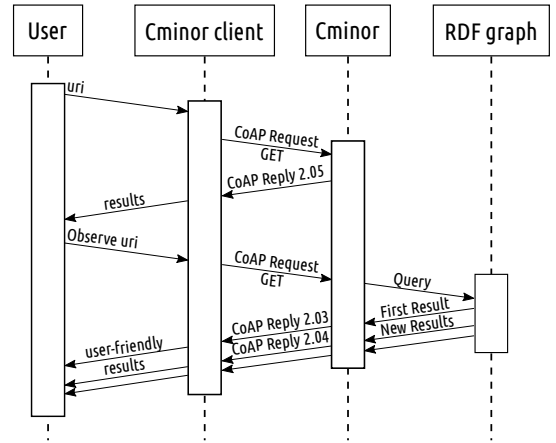 User
Cminor client
Cminor
RDF graph
uri
CoAP Request
GET
CoAP Reply 2.05
results
Observe uri
CoAP Request
GET
Query
First Result
New Results
CoAP Reply 2.03
CoAP Reply 2.04
user-friendly
results